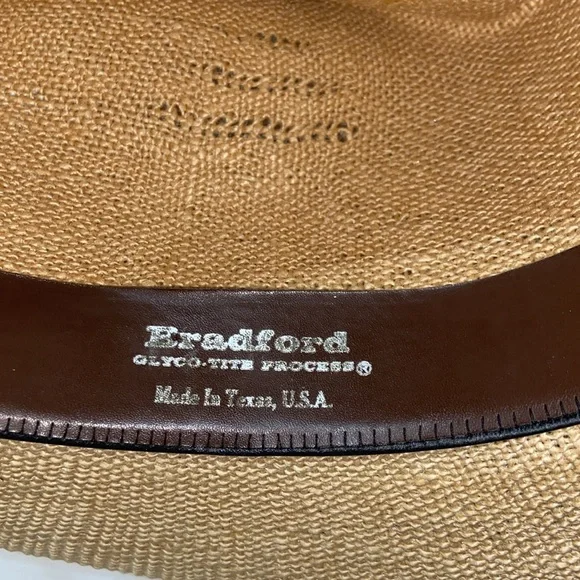 Bradford
GLYCO-TITE PROCESS®
Made In Texas, U.S.A.